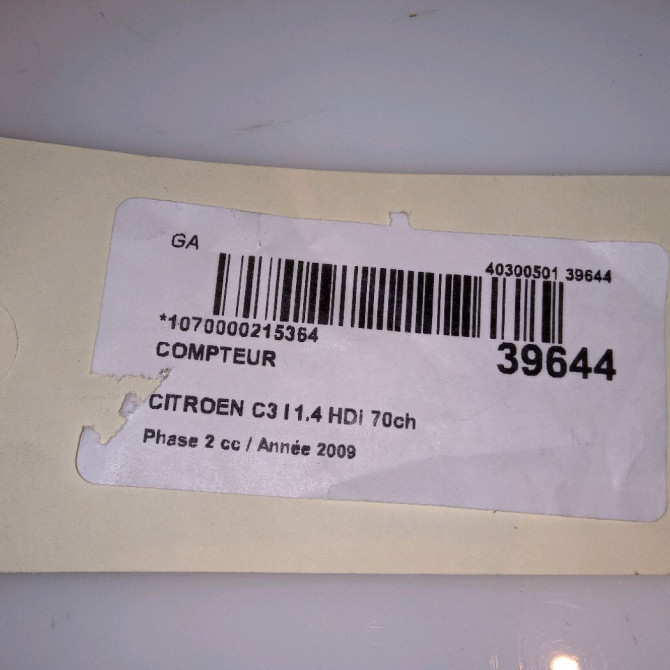 GA
40300501 39644
*1070000215364
39644
COMPTEUR
CITROEN C3 I 1.4 HDi 70ch
Phase 2 cc / Année 2009